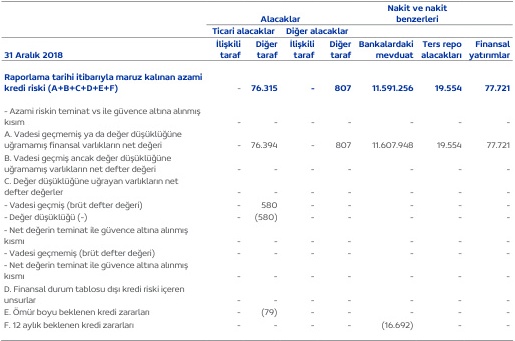 Nakit ve nakit
Alacaklar benzerleri
Ticari alacaklar Diğer alacaklar
İlişkili Diğer İlişkili Diğer Bankalardaki Ters repo Finansal
31 Aralık 2018 taraf taraf taraf taraf mevduat alacakları yatırımlar
Raporlama tarihi itibarıyla maruz kalınan azami
kredi riski (A+B+C+D+E+F) - 76.315 - 807 11.591.256 19.554 77.721
- Azami riskin teminat vs ile güvence altına alınmış
kısım - - - - - - -
A. Vadesi geçmemiş ya da değer düşüklüğüne
uğramamış finansal varlıkların net değeri - 76.394 - 807 11.607.948 19.554 77.721
B. Vadesi geçmiş ancak değer düşüklüğüne
uğramamış varlıkların net defter değeri - - - - - - -
C. Değer düşüklüğüne uğrayan varlıkların net
defter değerler - - - - - - -
- Vadesi geçmiş (brüt defter değeri) - 580 - - - - -
- Değer düşüklüğü (-) - (580) - - - - -
- Net değerin teminat ile güvence altına alınmış
kısmı - - - - - - -
- Vadesi geçmemiş (brüt defter değeri) - - - - - - -
- Net değerin teminat ile güvence altına alınmış
kısmı - - - - - - -
D. Finansal durum tablosu dışı kredi riski içeren
unsurlar - - - - - - -
E. Ömür boyu beklenen kredi zararları - (79) - - - - -
F. 12 aylık beklenen kredi zararları - - - - (16.692) - -